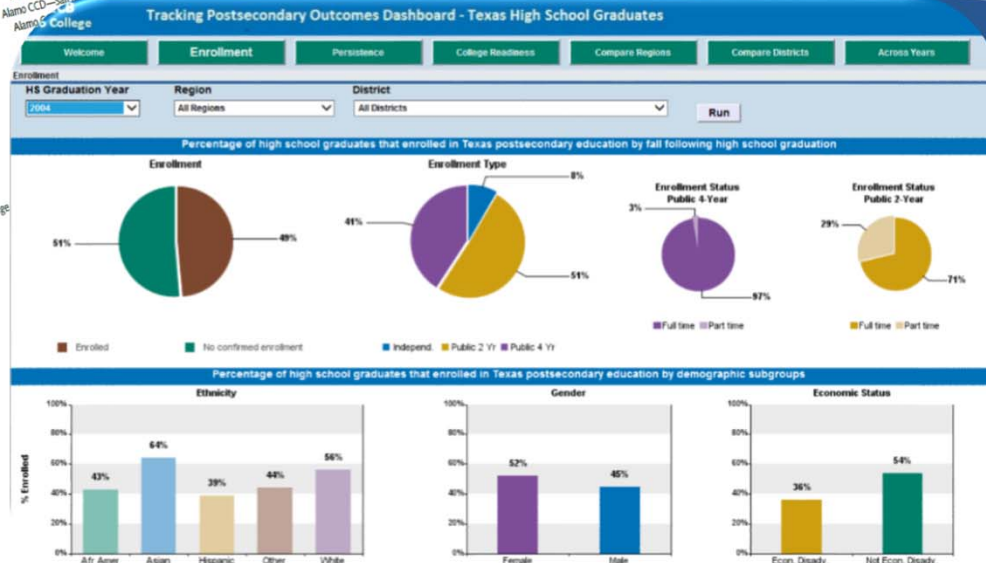 Alamo CCD—San
Alamo
College
Tracking Postsecondary Outcomes Dashboard - Texas High School Graduates
Welcome
Enrollment
Persistence
College Readiness
Compare Regions
Compare Districts
Across Years
Enrollment
HS Graduation Year
Region
District
2004
All Regions
All Districts
Run
Percentage of high school graduates that enrolled in Texas postsecondary education by fall following high school graduation
Enrollment
51%
49%
Enrolled
No confirmed enrollment
Enrollment Type
8%
41%
51%
Independ.
Public 2 Yr
Public 4 Yr
Enrollment Status
Public 4-Year
3%
97%
Full time
Part time
Enrollment Status
Public 2-Year
29%
71%
Full time
Part time
Percentage of high school graduates that enrolled in Texas postsecondary education by demographic subgroups
Ethnicity
% Enrolled
100%
80%
60%
40%
20%
0%
43%
64%
39%
44%
56%
Afr Amer
Asian
Hispanic
Other
White
Gender
100%
80%
60%
40%
20%
0%
52%
45%
Female
Male
Economic Status
100%
80%
60%
40%
20%
0%
36%
54%
Econ. Disadv.
Not Econ. Disadv.